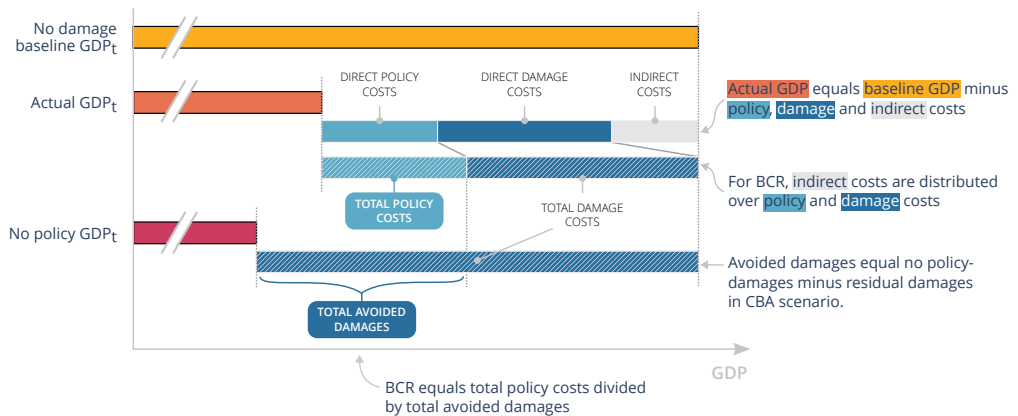 No damage
baseline GDPt
Actual GDPt
DIRECT POLICY
COSTS
DIRECT DAMAGE
COSTS
INDIRECT
COSTS
Actual GDP equals baseline GDP minus
policy, damage and indirect costs
TOTAL POLICY
COSTS
TOTAL DAMAGE
COSTS
For BCR, indirect costs are distributed
over policy and damage costs
No policy GDPt
Avoided damages equal no policy-
damages minus residual damages
in CBA scenario.
TOTAL AVOIDED
DAMAGES
GDP
BCR equals total policy costs divided
by total avoided damages